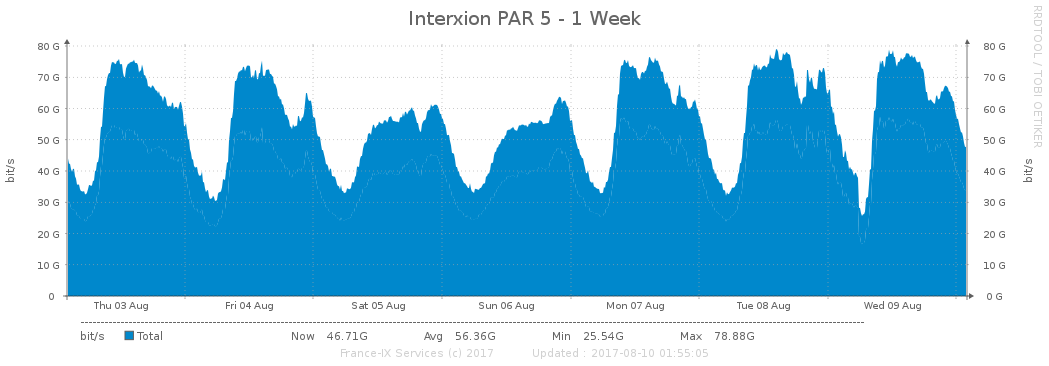 Interxion PAR 5 - 1 Week
RRDTOOL / TOBI OETIKER
bit/s
80 G
70 G
60 G
50 G
40 G
30 G
20 G
10 G
0
80 G
70 G
60 G
50 G
40 G
30 G
20 G
10 G
0 G
bit/s
Thu 03 Aug Fri 04 Aug Sat 05 Aug Sun 06 Aug Mon 07 Aug Tue 08 Aug Wed 09 Aug
bit/s Total Now 46.71G Avg 56.36G Min 25.54G Max 78.88G
France-IX Services (c) 2017 Updated : 2017-08-10 01:55:05